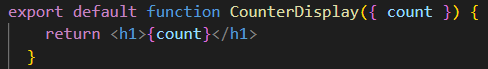 export default function CounterDisplay({ count }) {
    return <h1>{count}</h1>
  }